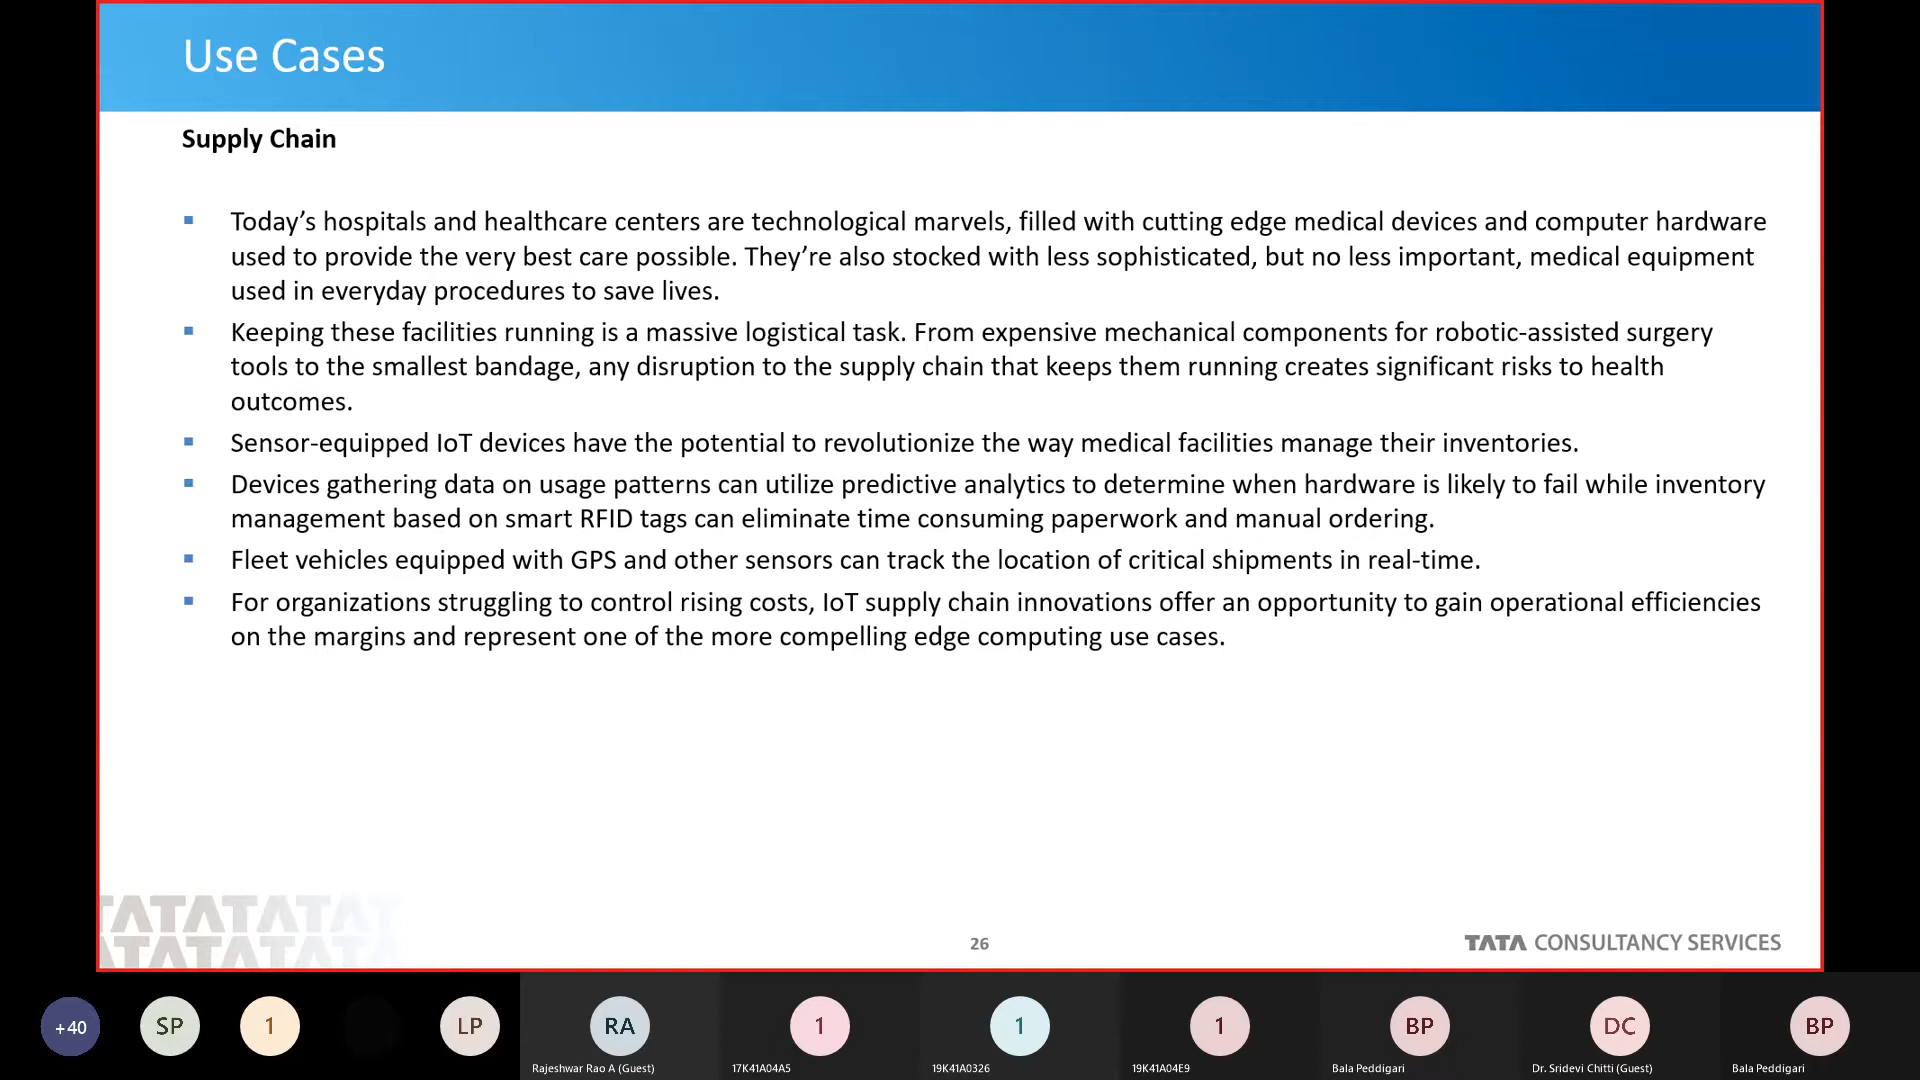 Use Cases
Supply Chain
Today’s hospitals and healthcare centers are technological marvels, filled with cutting edge medical devices and computer hardware
used to provide the very best care possible. They’re also stocked with less sophisticated, but no less important, medical equipment
used in everyday procedures to save lives.
Keeping these facilities running is a massive logistical task. From expensive mechanical components for robotic-assisted surgery
tools to the smallest bandage, any disruption to the supply chain that keeps them running creates significant risks to health
outcomes.
Sensor-equipped IoT devices have the potential to revolutionize the way medical facilities manage their inventories.
Devices gathering data on usage patterns can utilize predictive analytics to determine when hardware is likely to fail while inventory
management based on smart RFID tags can eliminate time consuming paperwork and manual ordering.
Fleet vehicles equipped with GPS and other sensors can track the location of critical shipments in real-time.
For organizations struggling to control rising costs, IoT supply chain innovations offer an opportunity to gain operational efficiencies
on the margins and represent one of the more compelling edge computing use cases.
TATATATATA
TATATATATA
26
TATA CONSULTANCY SERVICES
+40
SP
1
LP
RA
1
1
1
BP
DC
BP
Rajeshwar Rao A (Guest)
17K41A04A5
19K41A0326
19K41A04E9
Bala Peddigari
Dr. Sridevi Chitti (Guest)
Bala Peddigari